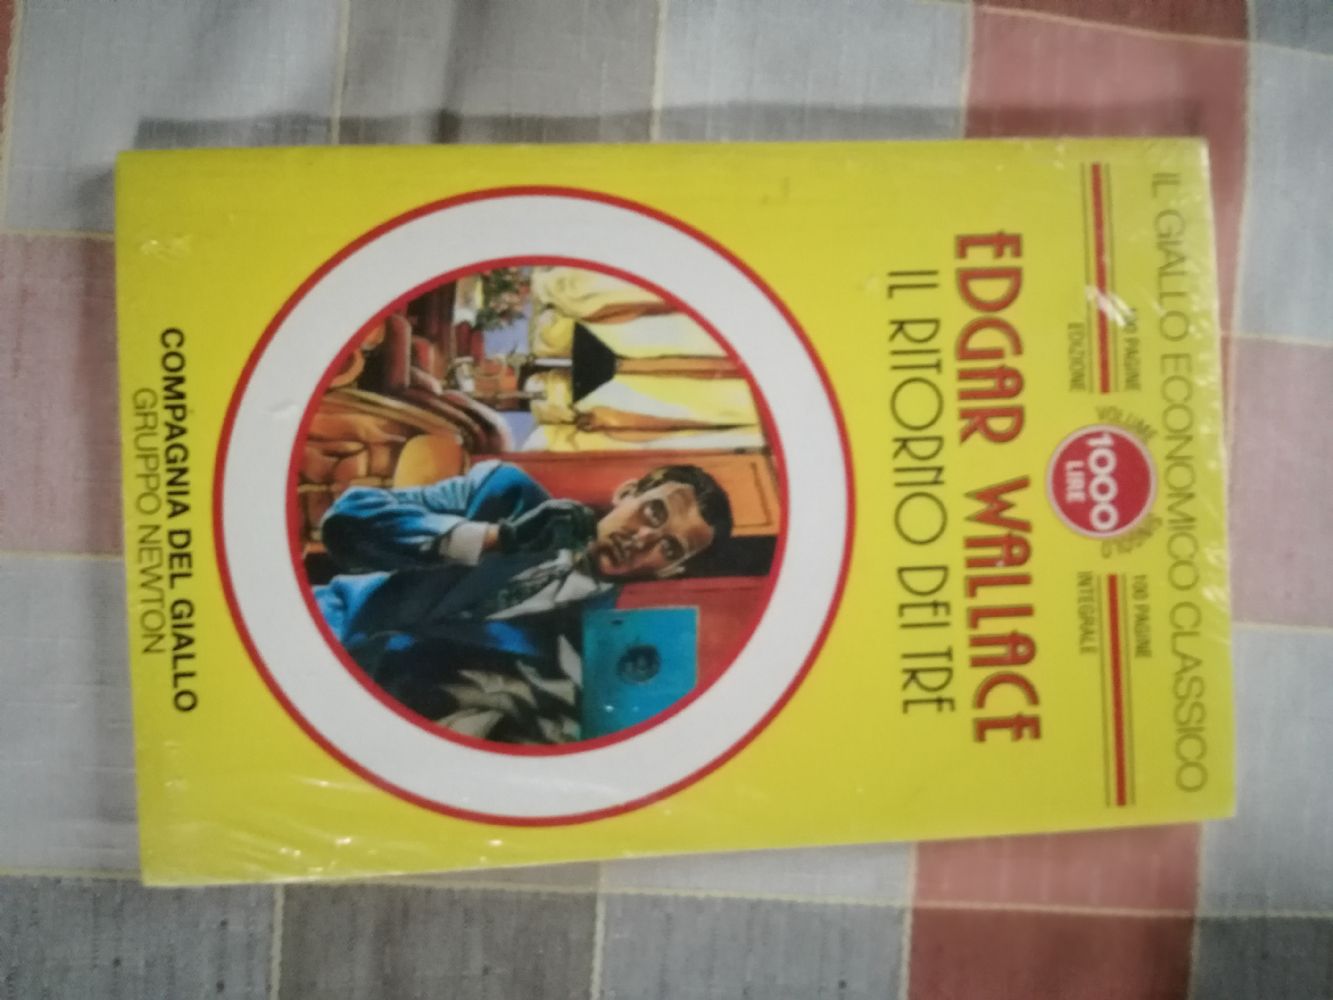 IL GIALLO ECONOMICO CLASSICO
100 PAGINE
EDIZIONE
VOLUME
1000
LIRE
100 PAGINE
INTEGRALE
EDGAR WALLACE
IL RITORNO DEI TRE
COMPAGNIA DEL GIALLO
GRUPPO NEWTON